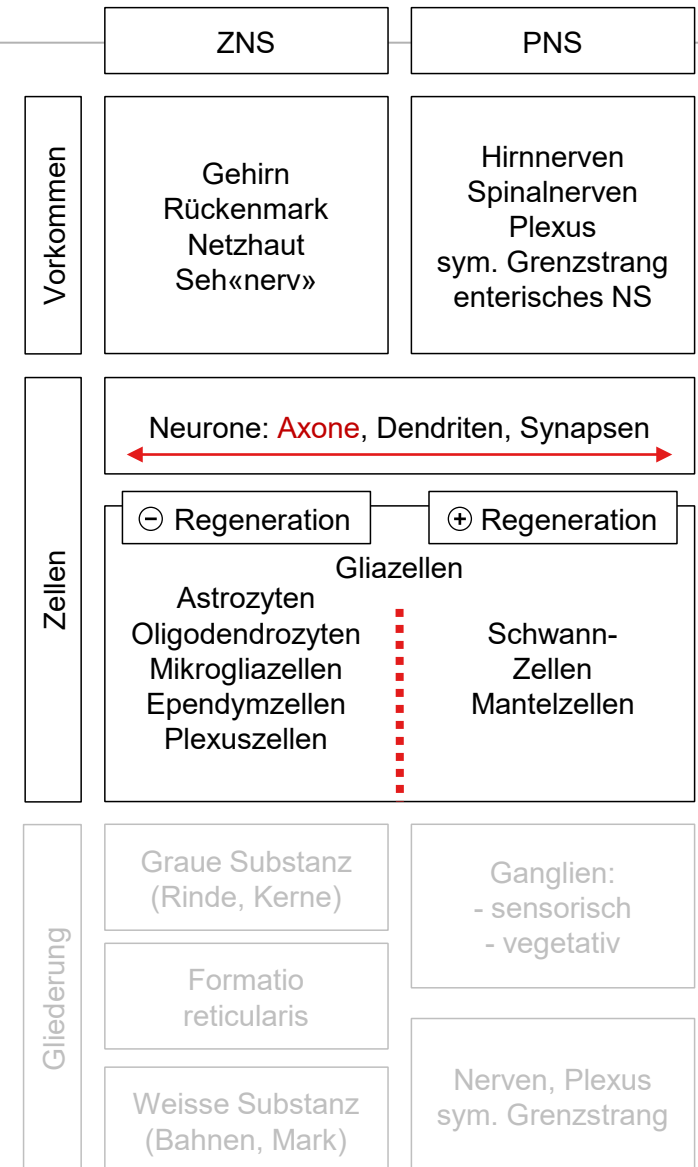 ZNS
PNS
Vorkommen
Gehirn
Rückenmark
Netzhaut
Seh«nerv»
Hirnnerven
Spinalnerven
Plexus
sym. Grenzstrang
enterisches NS
Zellen
Neurone: Axone, Dendriten, Synapsen
⊖ Regeneration
⊕ Regeneration
Gliazellen
Astrozyten
Oligodendrozyten
Mikrogliazellen
Ependymzellen
Plexuszellen
Schwann-
Zellen
Mantelzellen
Gliederung
Graue Substanz
(Rinde, Kerne)
Formatio
reticularis
Weisse Substanz
(Bahnen, Mark)
Ganglien:
- sensorisch
- vegetativ
Nerven, Plexus
sym. Grenzstrang